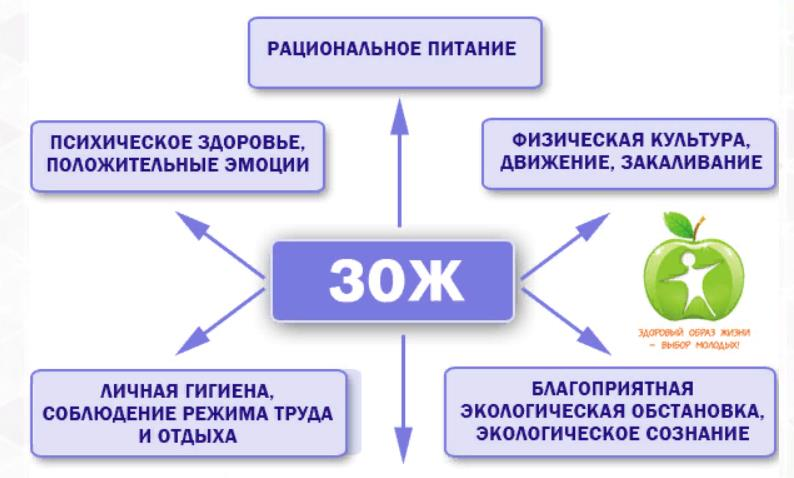 РАЦИОНАЛЬНОЕ ПИТАНИЕ
ПСИХИЧЕСКОЕ ЗДОРОВЬЕ,
ПОЛОЖИТЕЛЬНЫЕ ЭМОЦИИ
ФИЗИЧЕСКАЯ КУЛЬТУРА,
ДВИЖЕНИЕ, ЗАКАЛИВАНИЕ
ЗОЖ
ЗДОРОВЫЙ ОБРАЗ ЖИЗНИ
– ВЫБОР МОЛОДЫХ!
ЛИЧНАЯ ГИГИЕНА,
СОБЛЮДЕНИЕ РЕЖИМА ТРУДА
И ОТДЫХА
БЛАГОПРИЯТНАЯ
ЭКОЛОГИЧЕСКАЯ ОБСТАНОВКА,
ЭКОЛОГИЧЕСКОЕ СОЗНАНИЕ